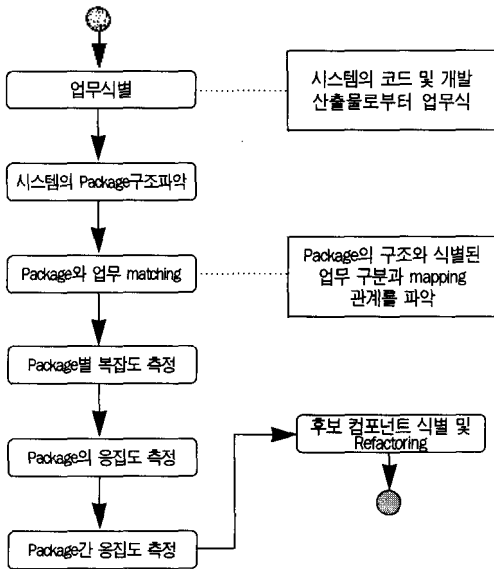 업무식별
시스템의 코드 및 개발
산출물로부터 업무식
시스템의 Package구조파악
Package와 업무 matching
Package의 구조와 식별된
업무 구분과 mapping
관계를 파악
Package별 복잡도 측정
Package의 응집도 측정
Package간 응집도 측정
후보 컴포넌트 식별 및
Refactoring